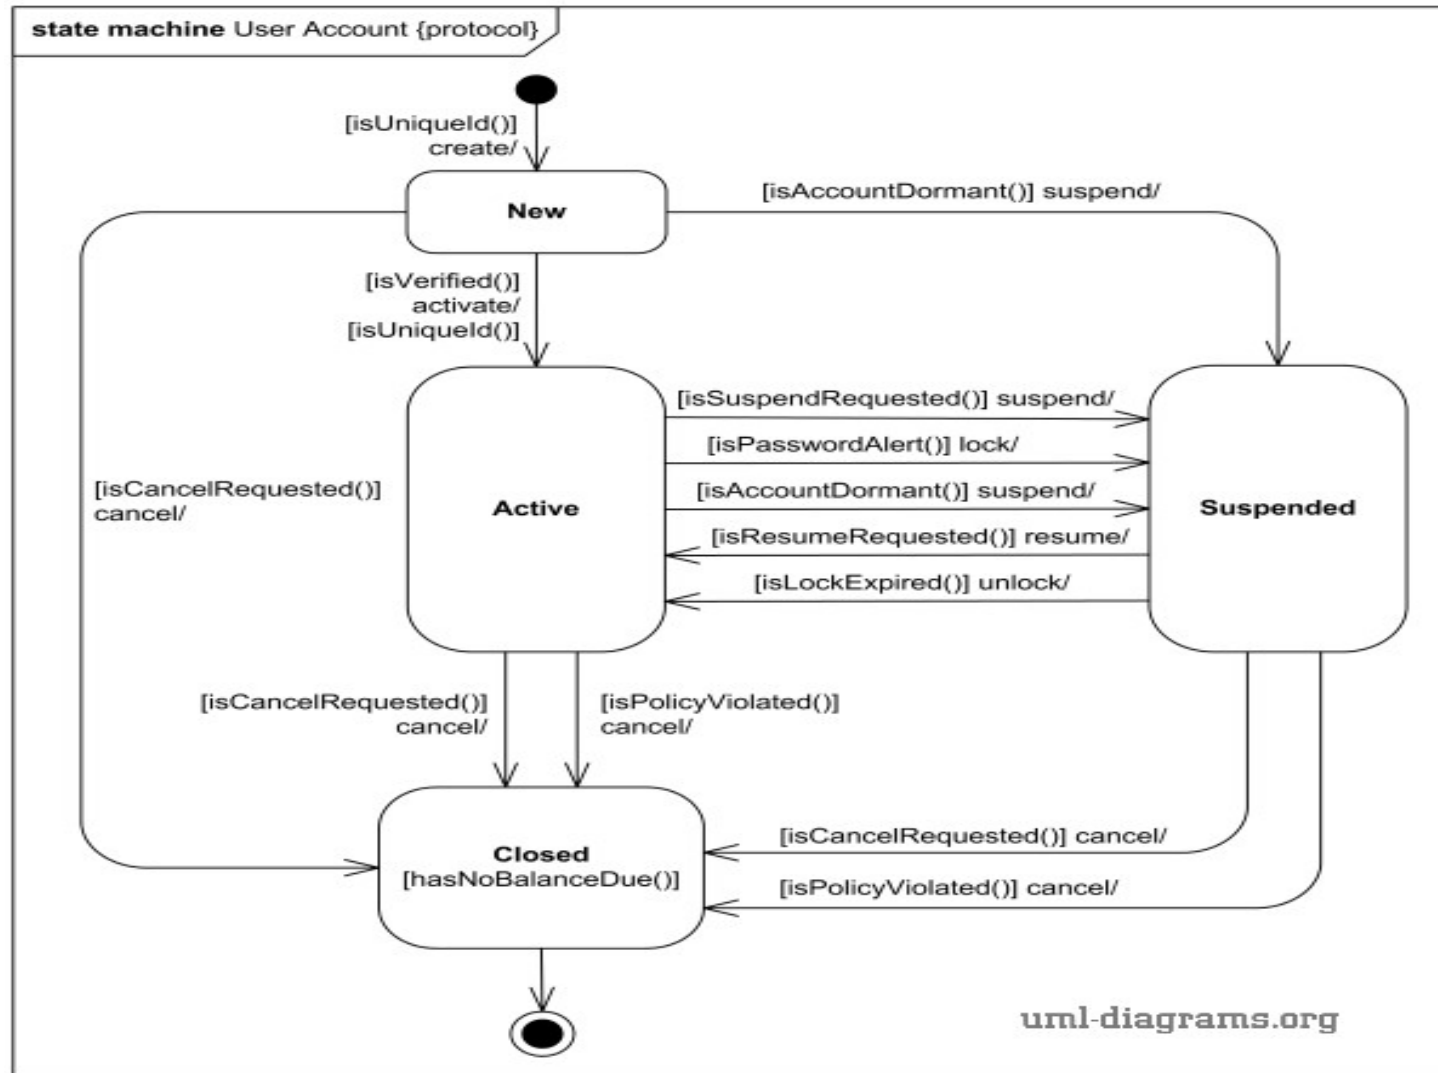 state machine User Account {protocol}
[isUniqueId()]
create/
New
[isAccountDormant()] suspend/
[isVerified()]
activate/
[isUniqueId()]
[isSuspendRequested()] suspend/
[isPasswordAlert()] lock/
[isCancelRequested()]
cancel/
[isAccountDormant()] suspend/
Active
Suspended
[isResumeRequested()] resume/
[isLockExpired()] unlock/
[isCancelRequested()]
cancel/
[isPolicyViolated()]
cancel/
[isCancelRequested()] cancel/
Closed
[hasNoBalanceDue()]
[isPolicyViolated()] cancel/
uml-diagrams.org